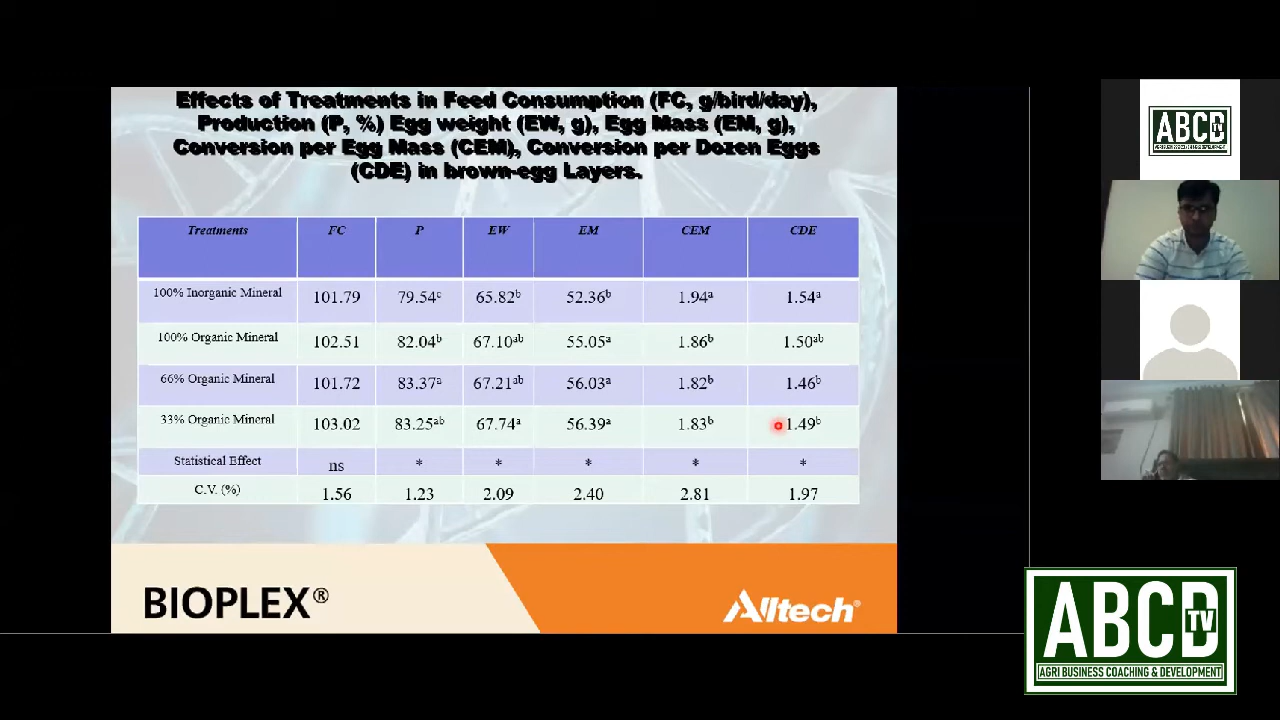 Effects of Treatments in Feed Consumption (FC, g/bird/day),
Production (P, %) Egg weight (EW, g), Egg Mass (EM, g),
Conversion per Egg Mass (CEM), Conversion per Dozen Eggs
(CDE) in brown-egg Layers.
Treatments FC P EW EM CEM CDE
100% Inorganic Mineral 101.79 79.54c 65.82b 52.36b 1.94a 1.54a
100% Organic Mineral 102.51 82.04b 67.10ab 55.05a 1.86b 1.50ab
66% Organic Mineral 101.72 83.37a 67.21ab 56.03a 1.82b 1.46b
33% Organic Mineral 103.02 83.25ab 67.74a 56.39a 1.83b 1.49b
Statistical Effect ns * * * * *
C.V. (%) 1.56 1.23 2.09 2.40 2.81 1.97
BIOPLEX®
Alltech®
ABCD TV
AGRI BUSINESS COACHING & DEVELOPMENT
ABCD TV
AGRI BUSINESS COACHING & DEVELOPMENT